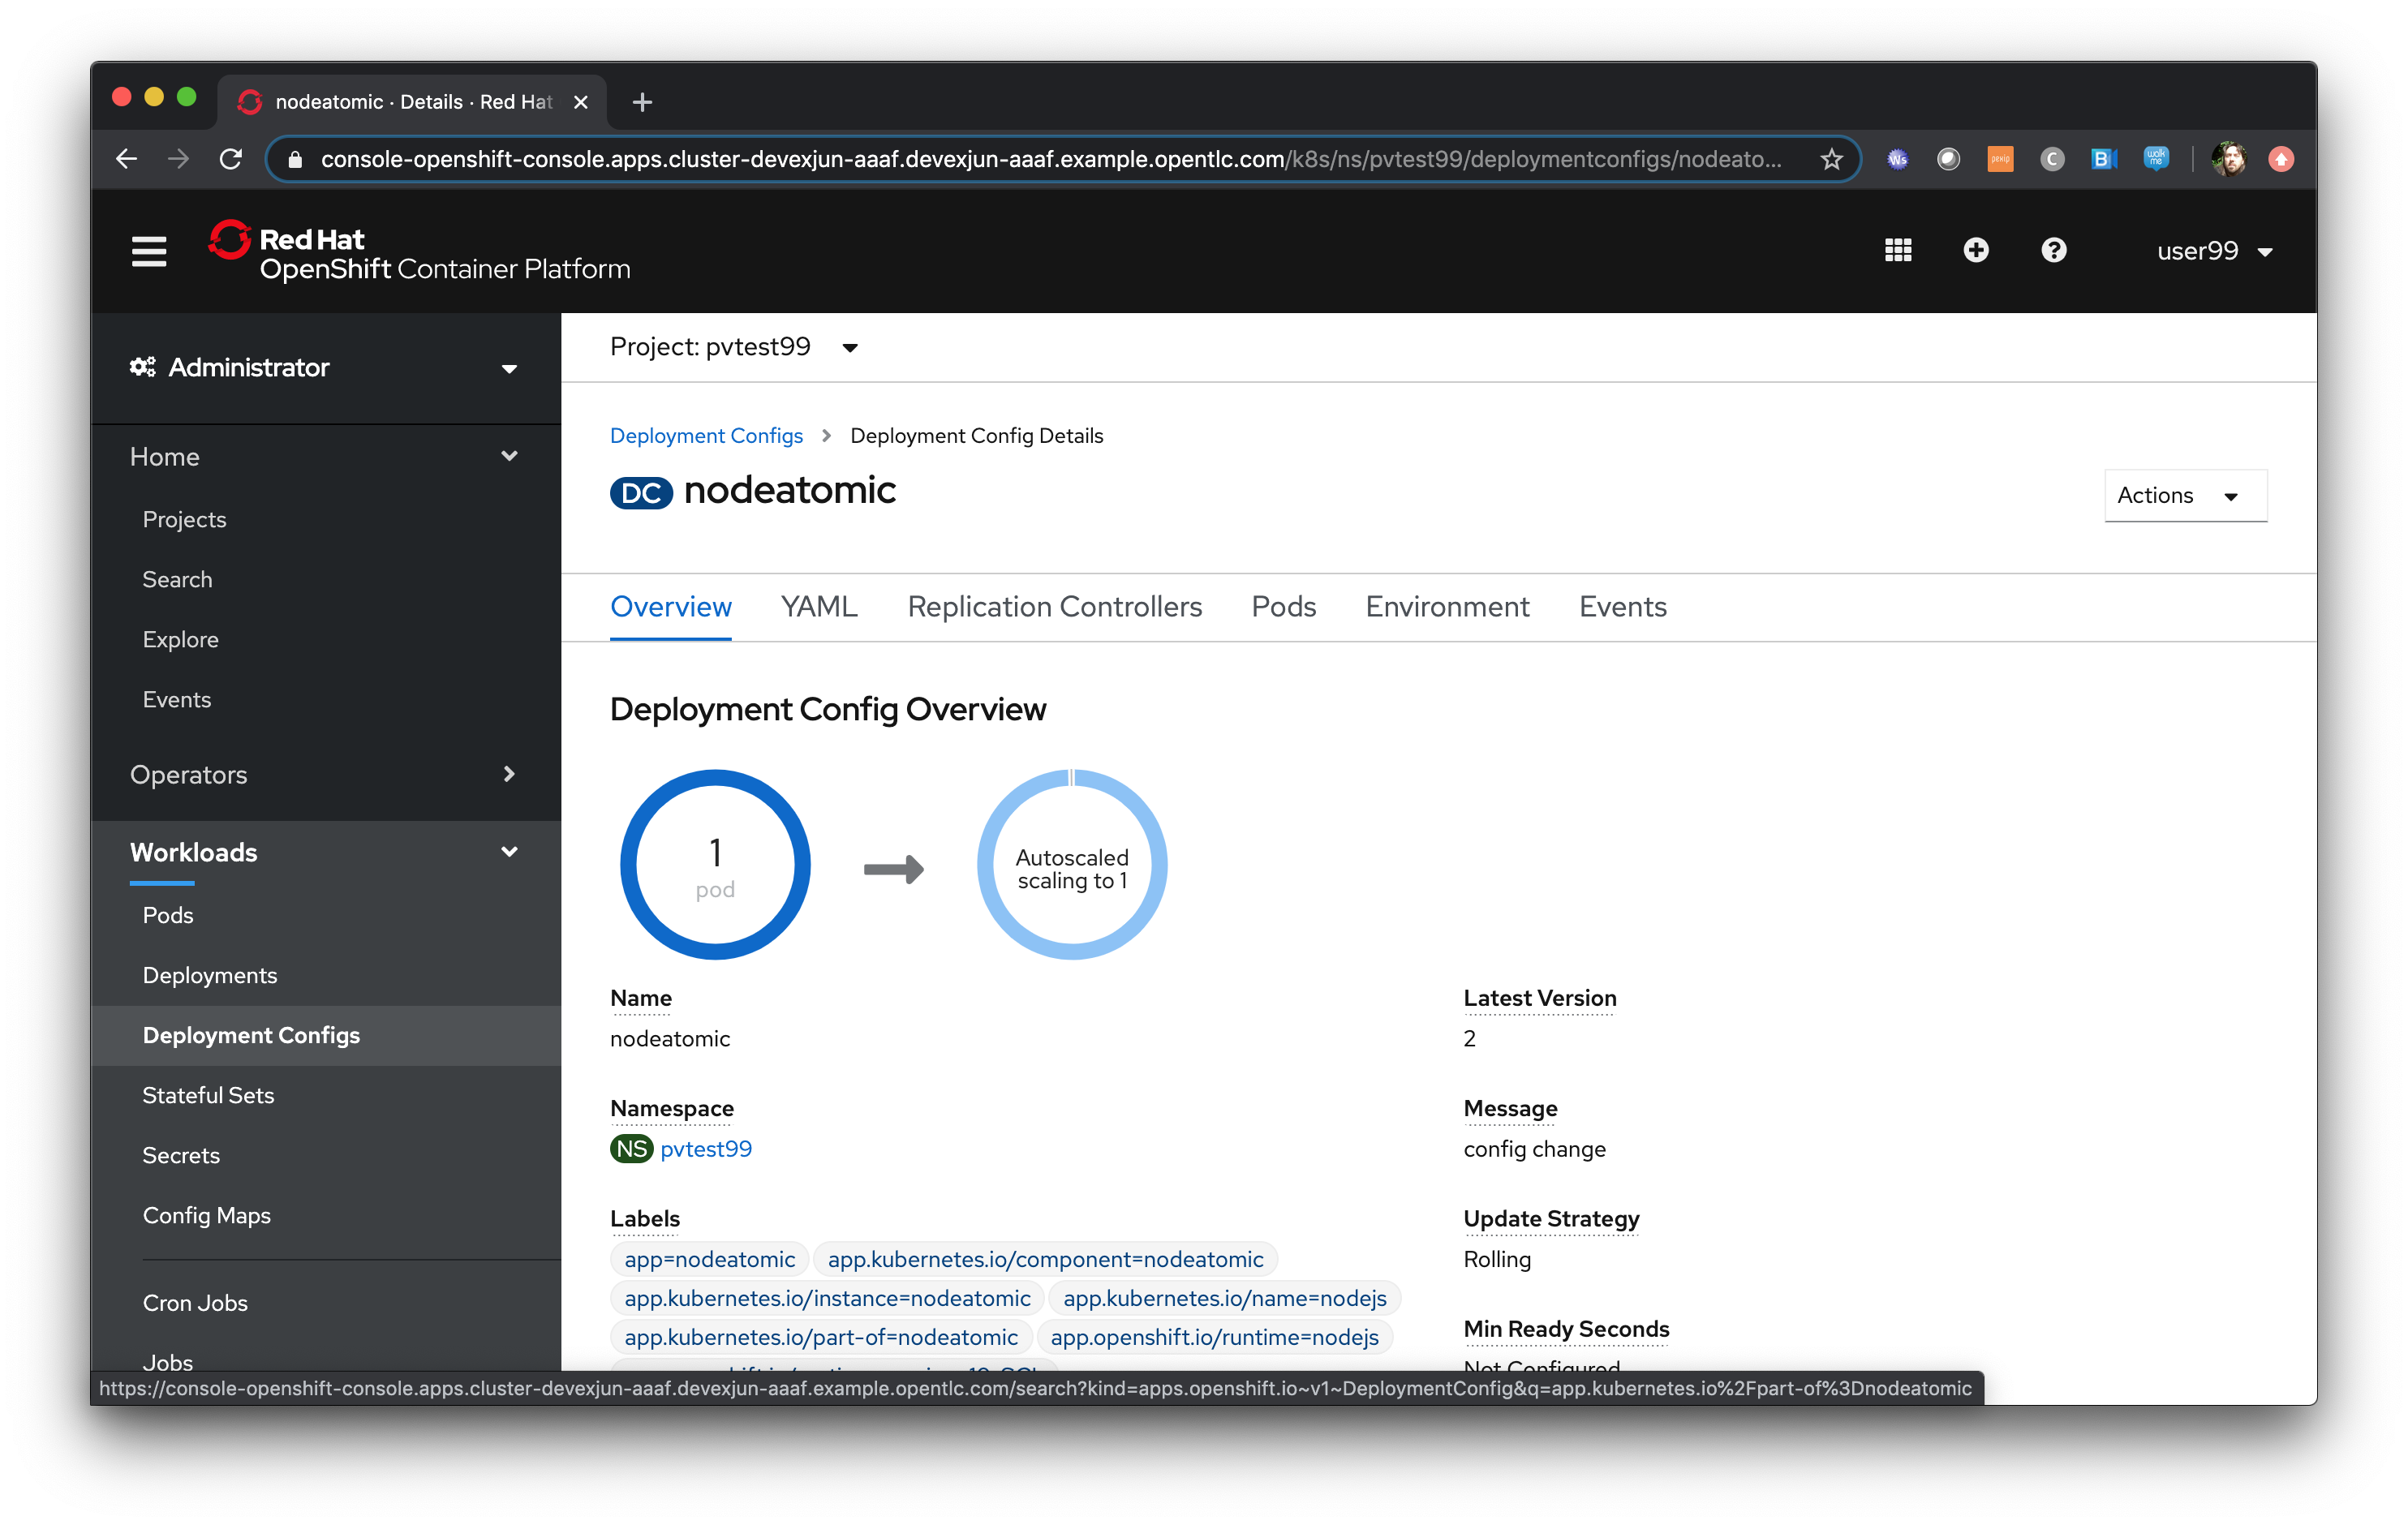 nodeatomic · Details · Red Hat
console-openshift-console.apps.cluster-devexjun-aaaf.devexjun-aaaf.example.opentlc.com/k8s/ns/pvtest99/deploymentconfigs/nodeato...
Ws
pexip
C
B
walk me
Red Hat
OpenShift Container Platform
user99
Administrator
Home
Projects
Search
Explore
Events
Operators
Workloads
Pods
Deployments
Deployment Configs
Stateful Sets
Secrets
Config Maps
Cron Jobs
Jobs
Project: pvtest99
Deployment Configs > Deployment Config Details
DC nodeatomic
Actions
Overview YAML Replication Controllers Pods Environment Events
Deployment Config Overview
1
pod
Autoscaled
scaling to 1
Name
nodeatomic
Namespace
NS pvtest99
Labels
app=nodeatomic app.kubernetes.io/component=nodeatomic
app.kubernetes.io/instance=nodeatomic app.kubernetes.io/name=nodejs
app.kubernetes.io/part-of=nodeatomic app.openshift.io/runtime=nodejs
Latest Version
2
Message
config change
Update Strategy
Rolling
Min Ready Seconds
Not Configured
https://console-openshift-console.apps.cluster-devexjun-aaaf.devexjun-aaaf.example.opentlc.com/search?kind=apps.openshift.io~v1~DeploymentConfig&q=app.kubernetes.io%2Fpart-of%3Dnodeatomic